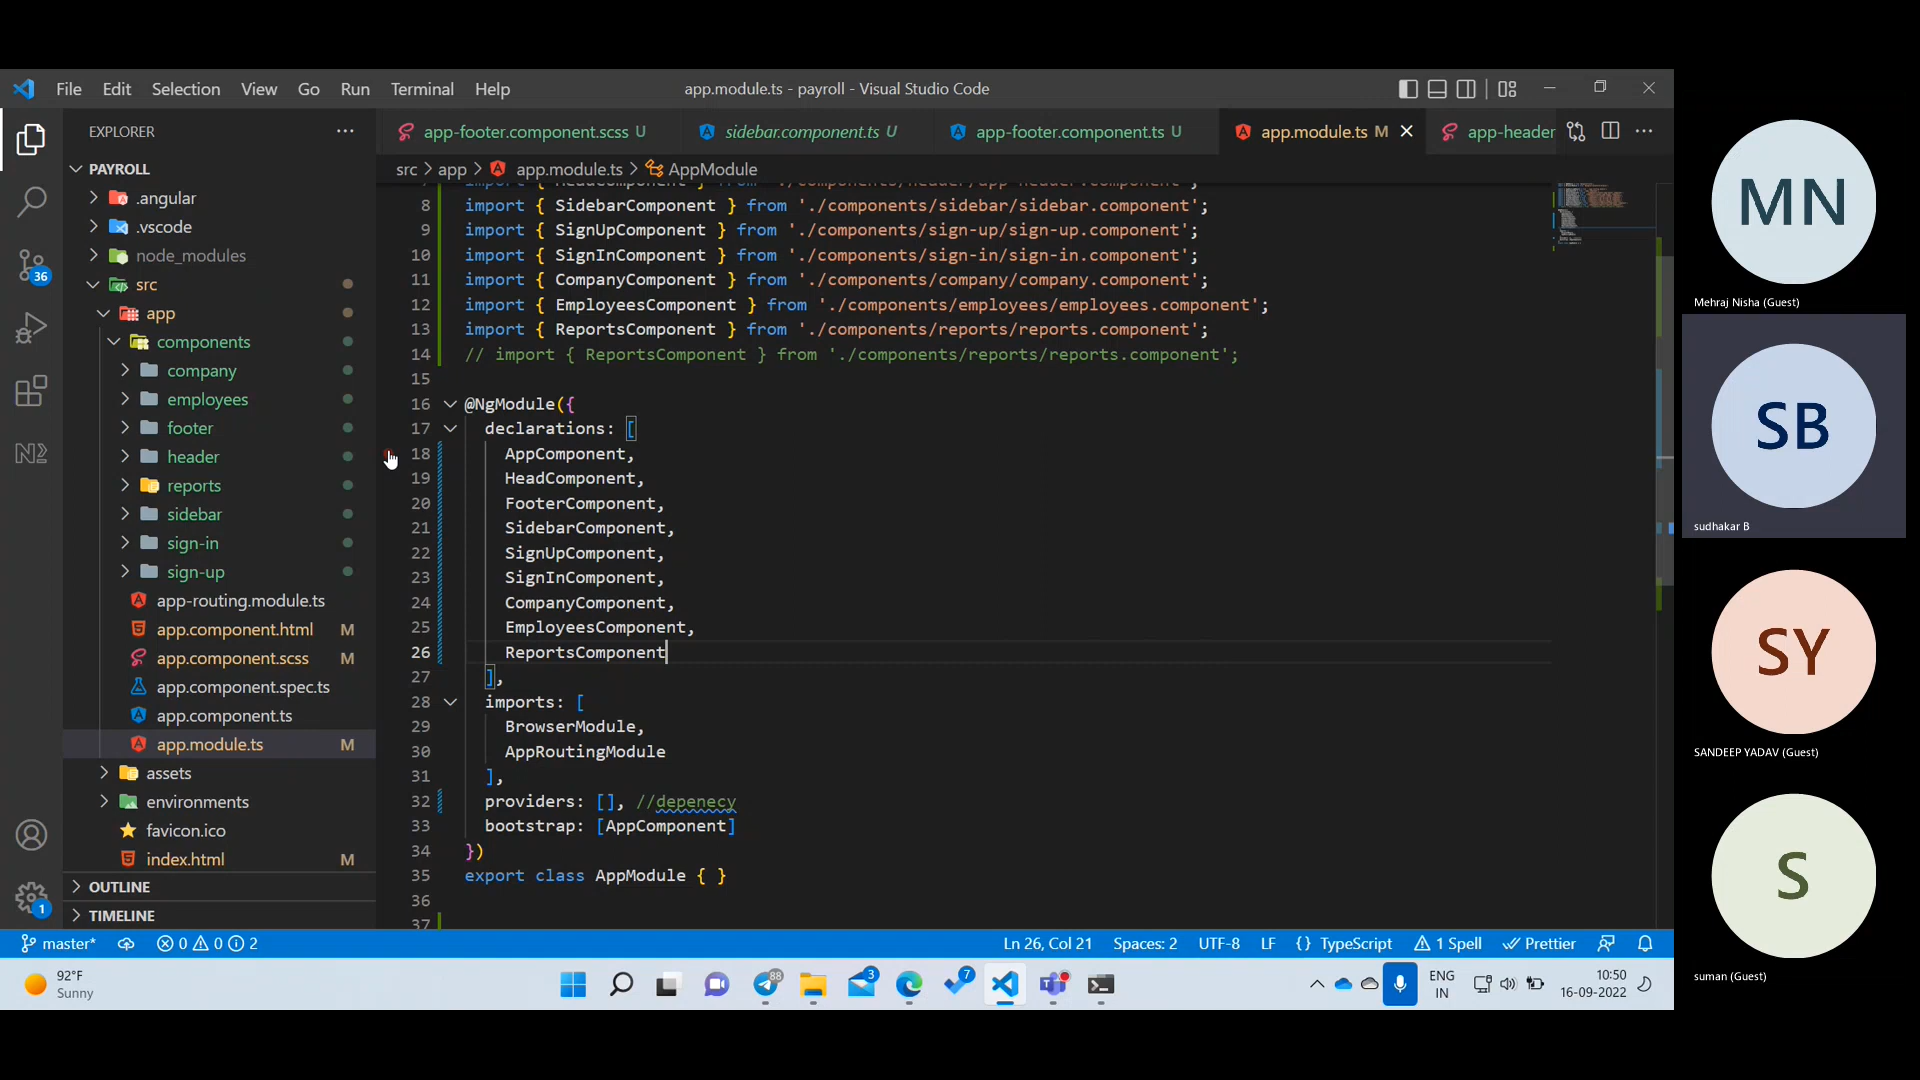 File Edit Selection View Go Run Terminal Help
app.module.ts - payroll - Visual Studio Code
EXPLORER
PAYROLL
.angular
.vscode
node_modules
src
app
components
company
employees
footer
header
reports
sidebar
sign-in
sign-up
app-routing.module.ts
app.component.html M
app.component.scss M
app.component.spec.ts
app.component.ts
app.module.ts M
assets
environments
favicon.ico
index.html M
OUTLINE
TIMELINE
36
1
app-footer.component.scss U
sidebar.component.ts U
app-footer.component.ts U
app.module.ts M
app-header
src > app > app.module.ts > AppModule
8 import { SidebarComponent } from './components/sidebar/sidebar.component';
9 import { SignUpComponent } from './components/sign-up/sign-up.component';
10 import { SignInComponent } from './components/sign-in/sign-in.component';
11 import { CompanyComponent } from './components/company/company.component';
12 import { EmployeesComponent } from './components/employees/employees.component';
13 import { ReportsComponent } from './components/reports/reports.component';
14 // import { ReportsComponent } from './components/reports/reports.component';
15
16 @NgModule({
17 declarations: [
18 AppComponent,
19 HeadComponent,
20 FooterComponent,
21 SidebarComponent,
22 SignUpComponent,
23 SignInComponent,
24 CompanyComponent,
25 EmployeesComponent,
26 ReportsComponent
27 ],
28 imports: [
29 BrowserModule,
30 AppRoutingModule
31 ],
32 providers: [], //depenecy
33 bootstrap: [AppComponent]
34 })
35 export class AppModule { }
36
37
master* 0 0 2
Ln 26, Col 21 Spaces: 2 UTF-8 LF {} TypeScript 1 Spell Prettier
92°F
Sunny
88
3
7
ENG
IN
10:50
16-09-2022
MN
Mehraj Nisha (Guest)
SB
sudhakar B
SY
SANDEEP YADAV (Guest)
S
suman (Guest)